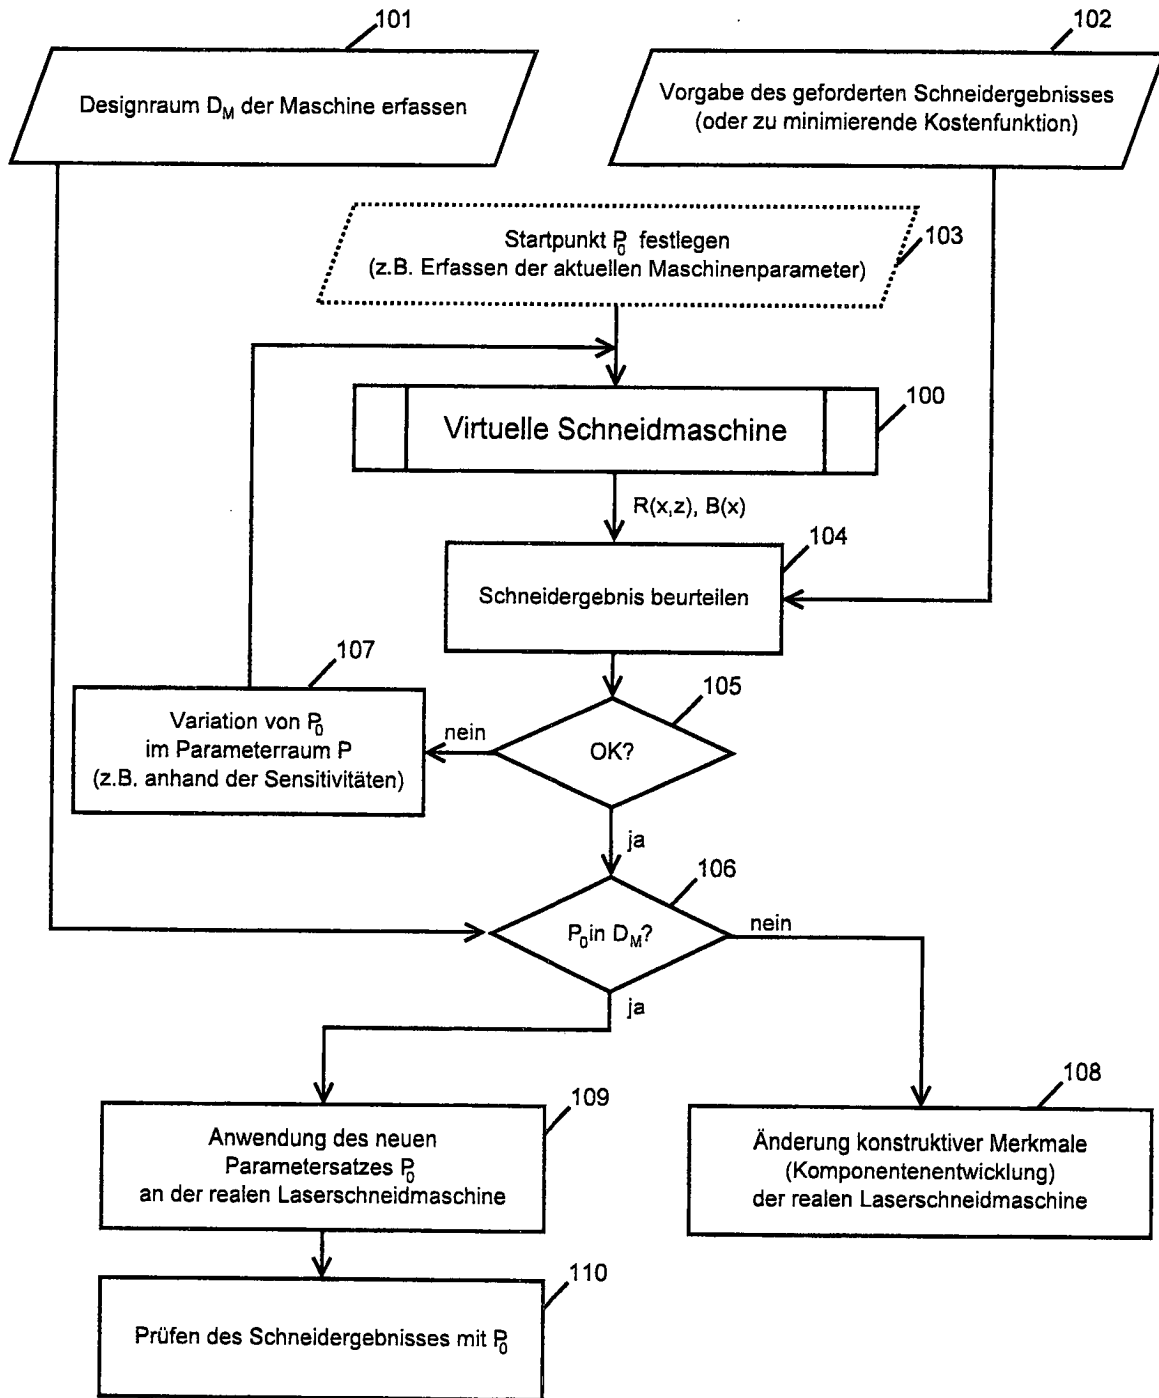 101
102
Designraum D_M der Maschine erfassen
Vorgabe des geforderten Schneidergebnisses
(oder zu minimierende Kostenfunktion)
Startpunkt P_0 festlegen
(z.B. Erfassen der aktuellen Maschinenparameter)
103
100
Virtuelle Schneidmaschine
R(x,z), B(x)
104
Schneidergebnis beurteilen
107
105
Variation von P_0
im Parameterraum P
(z.B. anhand der Sensitivitäten)
nein
OK?
ja
106
P_0 in D_M?
nein
ja
109
108
Anwendung des neuen
Parametersatzes P_0
an der realen Laserschneidmaschine
Änderung konstruktiver Merkmale
(Komponentenentwicklung)
der realen Laserschneidmaschine
110
Prüfen des Schneidergebnisses mit P_0